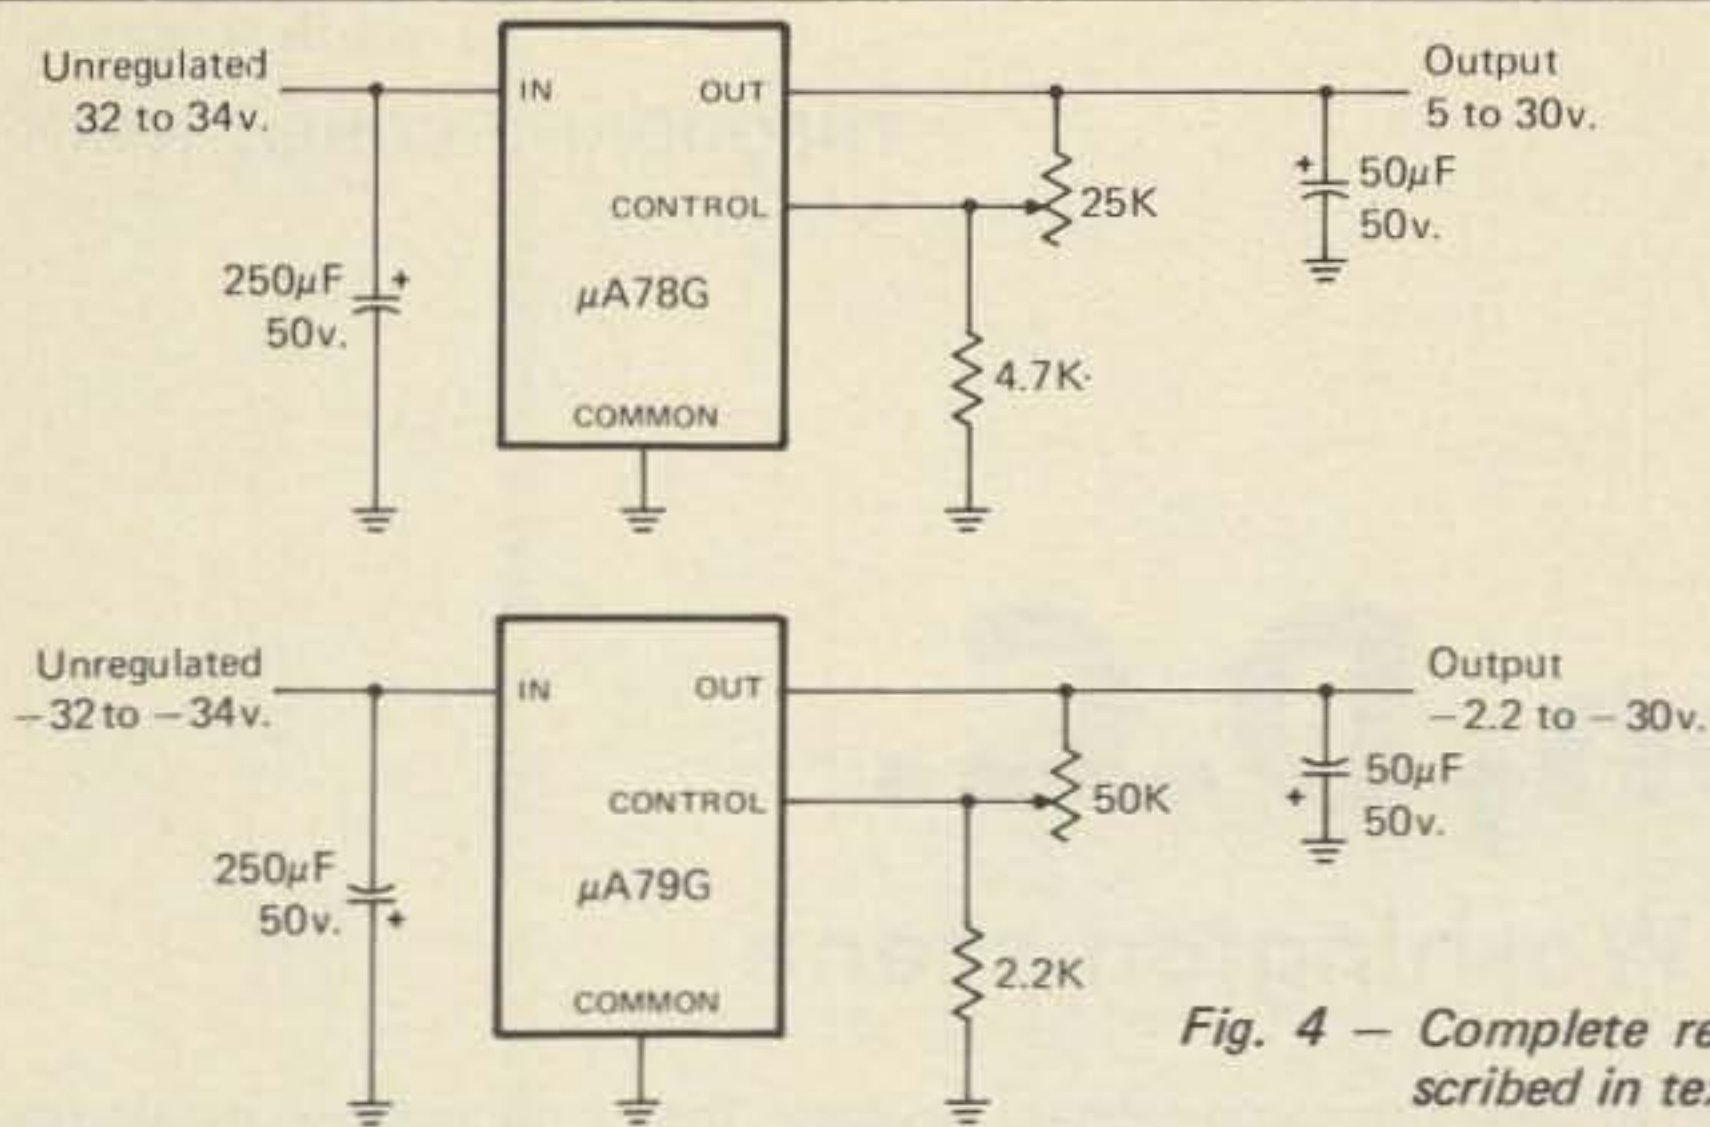 Unregulated
32 to 34v.
IN
OUT
CONTROL
μA78G
COMMON
250μF
50v.
+
25K
4.7K
Output
5 to 30v.
+
50μF
50v.
Unregulated
−32 to −34v.
IN
OUT
CONTROL
μA79G
COMMON
250μF
50v.
+
50K
2.2K
Output
−2.2 to −30v.
50μF
+
50v.
Fig. 4 — Complete re
scribed in te